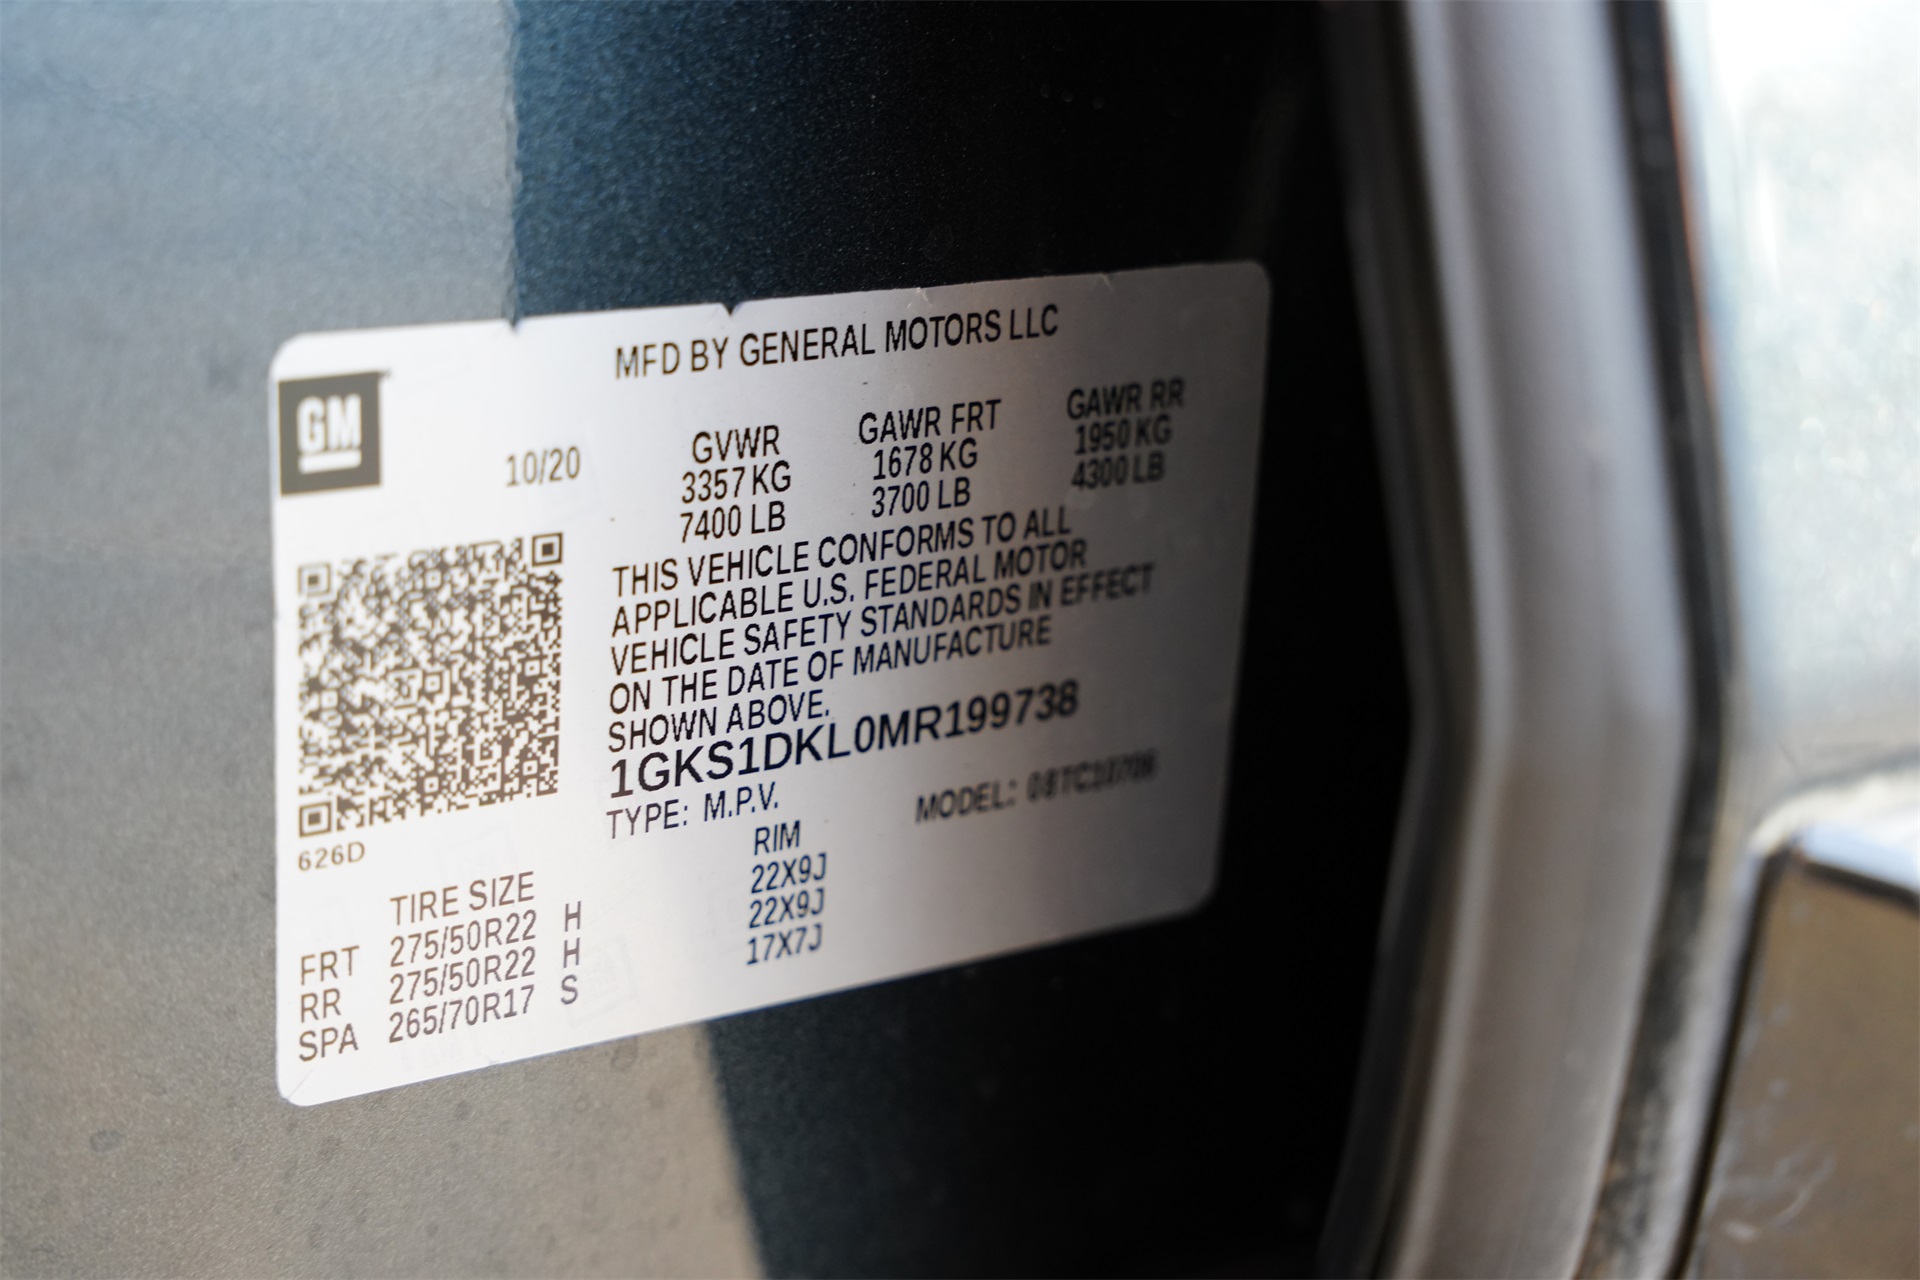 MFD BY GENERAL MOTORS LLC
GM
10/20
GVWR GAWR FRT GAWR RR
3357 KG 1678 KG 1950 KG
7400 LB 3700 LB 4300 LB
THIS VEHICLE CONFORMS TO ALL
APPLICABLE U.S. FEDERAL MOTOR
VEHICLE SAFETY STANDARDS IN EFFECT
ON THE DATE OF MANUFACTURE
SHOWN ABOVE.
1GKS1DKL0MR199738
TYPE: M.P.V. MODEL:
626D
TIRE SIZE RIM
FRT 275/50R22 H 22X9J
RR 275/50R22 H 22X9J
SPA 265/70R17 S 17X7J